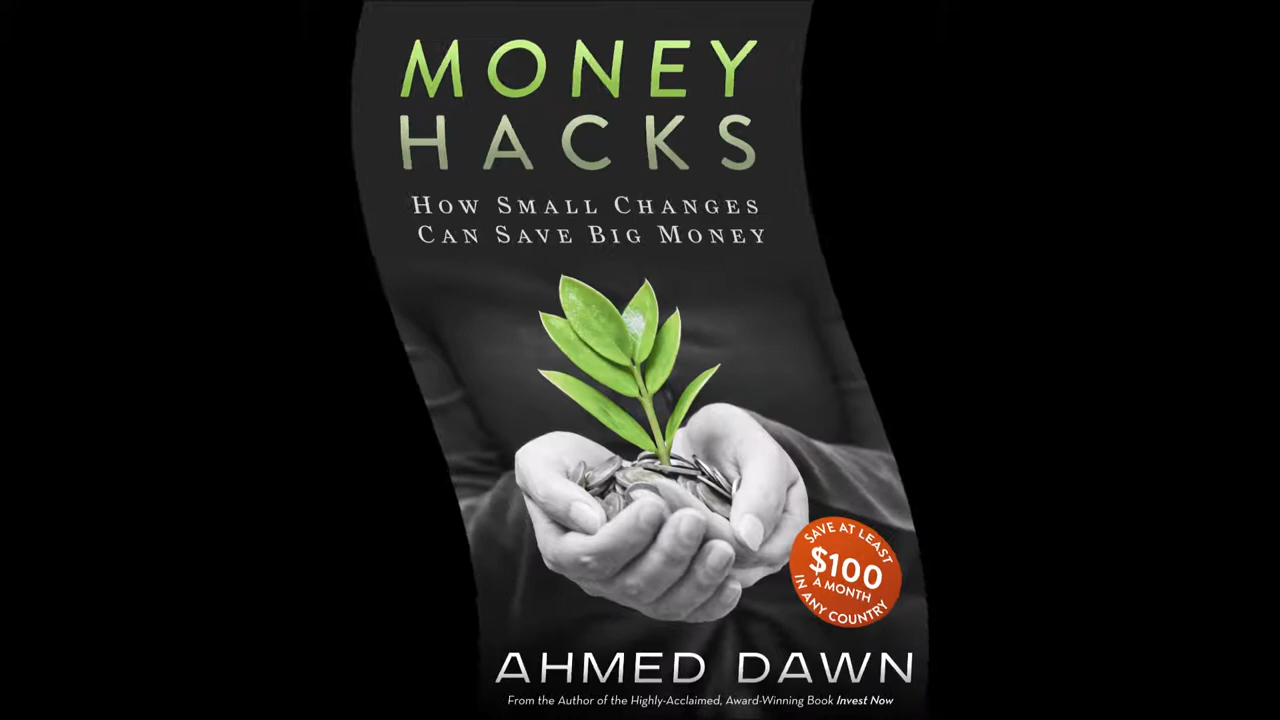 MONEY
HACKS
HOW SMALL CHANGES
CAN SAVE BIG MONEY
SAVE AT LEAST
$100
A MONTH
IN ANY COUNTRY
AHMED DAWN
From the Author of the Highly-Acclaimed, Award-Winning Book Invest Now